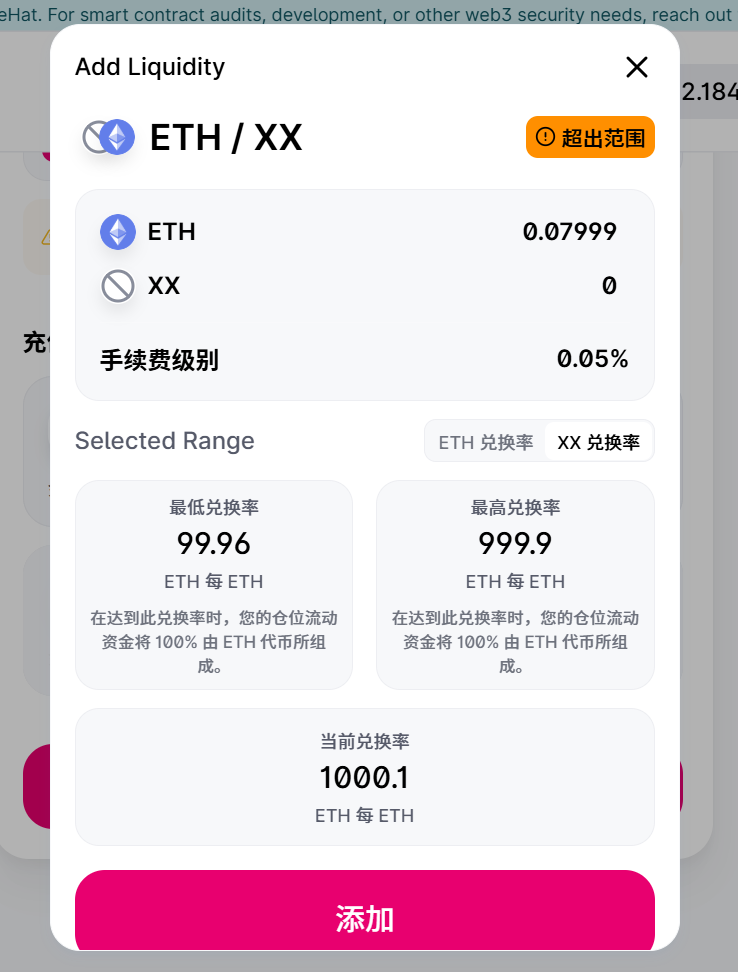 eHat. For smart contract audits, development, or other web3 security needs, reach out
Add Liquidity
2.184
ETH / XX
超出范围
ETH 0.07999
XX 0
手续费级别 0.05%
充
Selected Range
ETH 兑换率 XX 兑换率
最低兑换率 最高兑换率
99.96 999.9
ETH 每 ETH ETH 每 ETH
在达到此兑换率时，您的仓位流动 在达到此兑换率时，您的仓位流动
资金将 100% 由 ETH 代币所组 资金将 100% 由 ETH 代币所组
成。 成。
当前兑换率
1000.1
ETH 每 ETH
添加